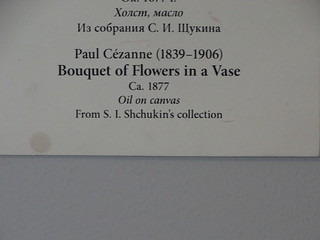 Холст, масло
Из собрания С. И. Щукина
Paul Cézanne (1839–1906)
Bouquet of Flowers in a Vase
Ca. 1877
Oil on canvas
From S. I. Shchukin's collection